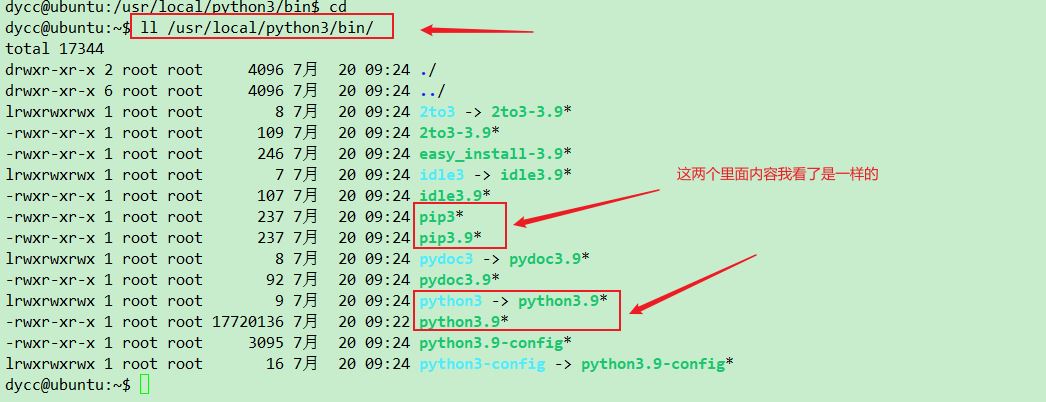 dycc@ubuntu:/usr/local/python3/bin$ cd
dycc@ubuntu:~$ ll /usr/local/python3/bin/
total 17344
drwxr-xr-x 2 root root     4096 7月  20 09:24 ./
drwxr-xr-x 6 root root     4096 7月  20 09:24 ../
lrwxrwxrwx 1 root root        8 7月  20 09:24 2to3 -> 2to3-3.9*
-rwxr-xr-x 1 root root      109 7月  20 09:24 2to3-3.9*
-rwxr-xr-x 1 root root      246 7月  20 09:24 easy_install-3.9*
lrwxrwxrwx 1 root root        7 7月  20 09:24 idle3 -> idle3.9*
-rwxr-xr-x 1 root root      107 7月  20 09:24 idle3.9*
这两个里面内容我看了是一样的
-rwxr-xr-x 1 root root      237 7月  20 09:24 pip3*
-rwxr-xr-x 1 root root      237 7月  20 09:24 pip3.9*
lrwxrwxrwx 1 root root        8 7月  20 09:24 pydoc3 -> pydoc3.9*
-rwxr-xr-x 1 root root       92 7月  20 09:24 pydoc3.9*
lrwxrwxrwx 1 root root        9 7月  20 09:24 python3 -> python3.9*
-rwxr-xr-x 1 root root 17720136 7月  20 09:22 python3.9*
-rwxr-xr-x 1 root root     3095 7月  20 09:24 python3.9-config*
lrwxrwxrwx 1 root root       16 7月  20 09:24 python3-config -> python3.9-config*
dycc@ubuntu:~$